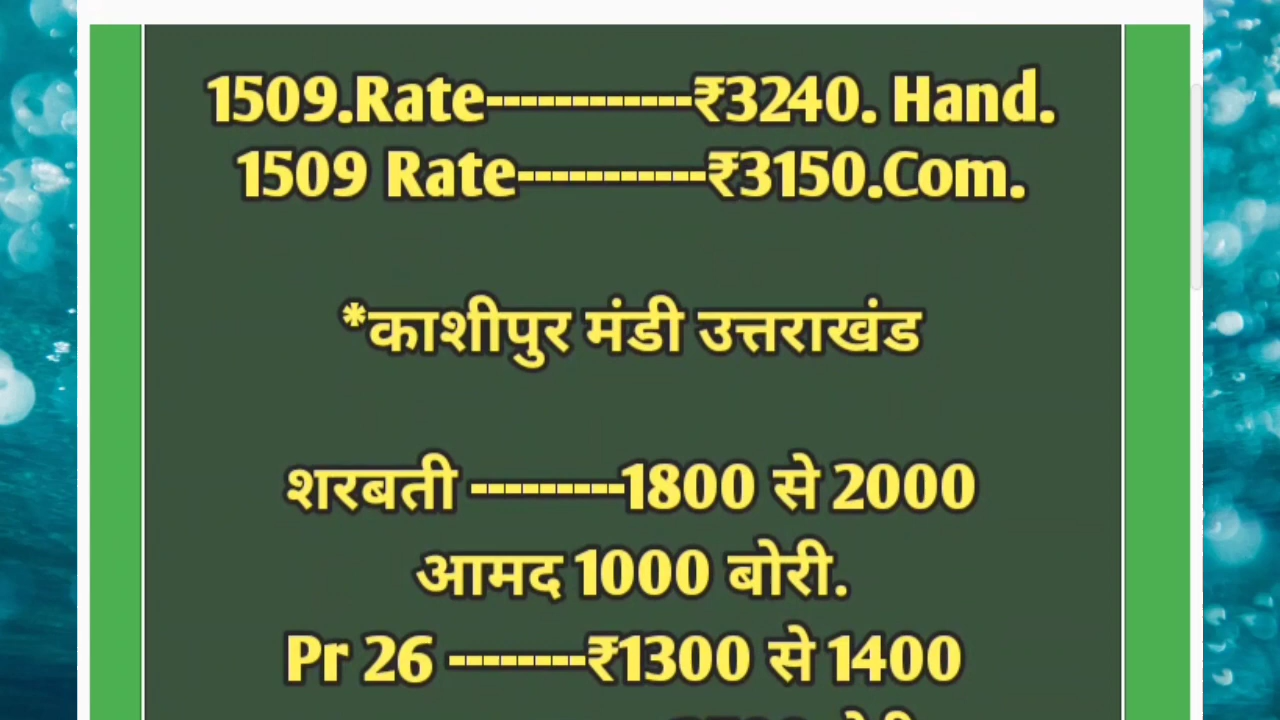 1509.Rate-----------₹3240. Hand.
1509 Rate----------₹3150.Com.
*काशीपुर मंडी उत्तराखंड
शरबती ---------1800 से 2000
आमद 1000 बोरी.
Pr 26 --------₹1300 से 1400